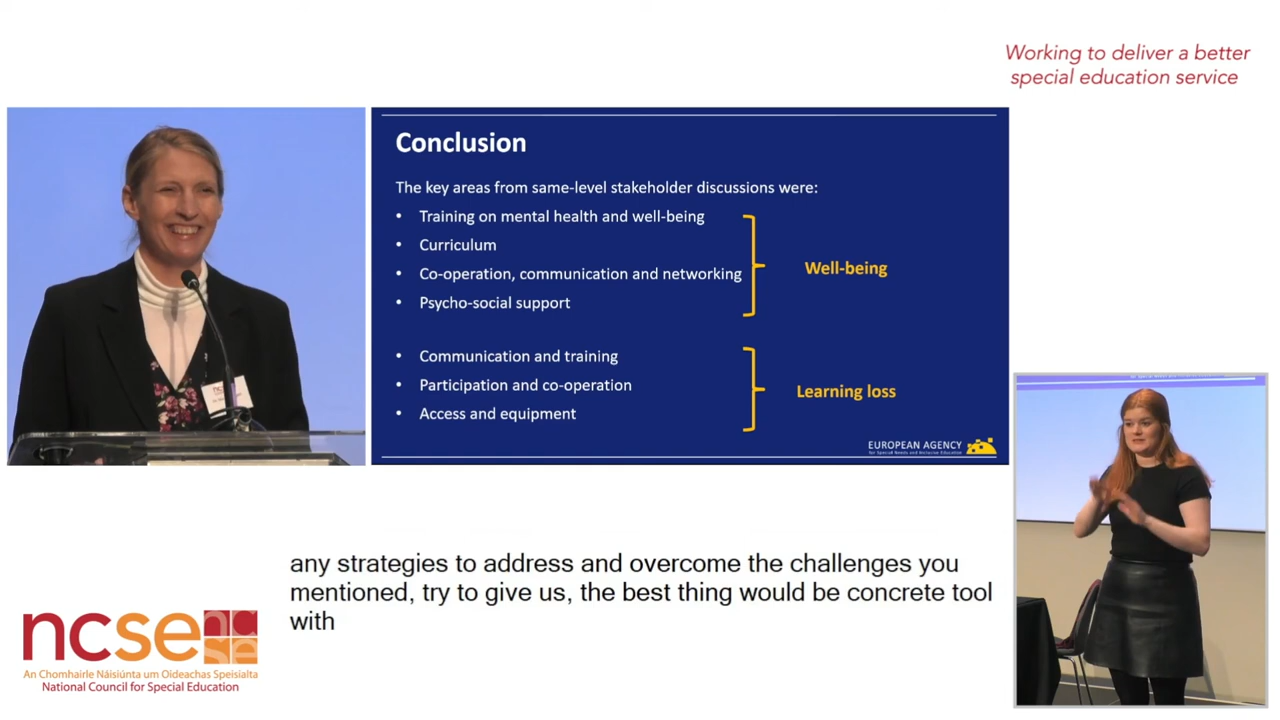 Working to deliver a better
special education service
Conclusion
The key areas from same-level stakeholder discussions were:
• Training on mental health and well-being
• Curriculum
• Co-operation, communication and networking
• Psycho-social support
Well-being
• Communication and training
• Participation and co-operation
• Access and equipment
Learning loss
EUROPEAN AGENCY
for Special Needs and Inclusive Education
any strategies to address and overcome the challenges you
mentioned, try to give us, the best thing would be concrete tool
with
ncse
nc
se
An Chomhairle Náisiúnta um Oideachas Speisialta
National Council for Special Education